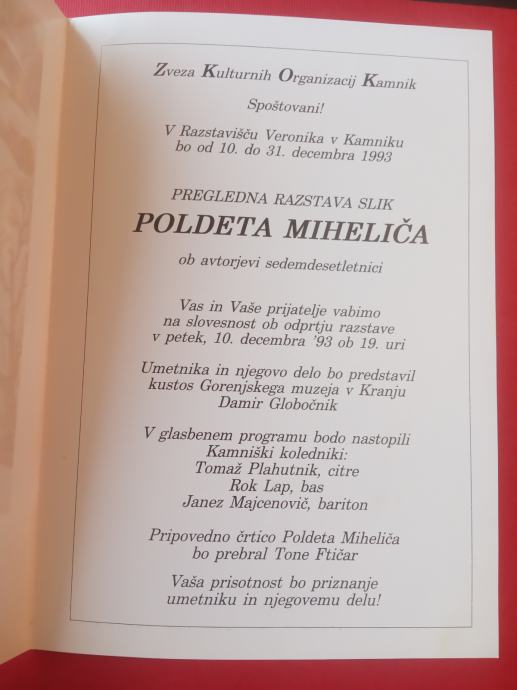 Zveza Kulturnih Organizacij Kamnik
Spoštovani!
V Razstavišču Veronika v Kamniku
bo od 10. do 31. decembra 1993
PREGLEDNA RAZSTAVA SLIK
POLDETA MIHELIČA
ob avtorjevi sedemdesetletnici
Vas in Vaše prijatelje vabimo
na slovesnost ob odprtju razstave
v petek, 10. decembra '93 ob 19. uri
Umetnika in njegovo delo bo predstavil
kustos Gorenjskega muzeja v Kranju
Damir Globočnik
V glasbenem programu bodo nastopili
Kamniški koledniki:
Tomaž Plahutnik, citre
Rok Lap, bas
Janez Majcenovič, bariton
Pripovedno črtico Poldeta Miheliča
bo prebral Tone Ftičar
Vaša prisotnost bo priznanje
umetniku in njegovemu delu!